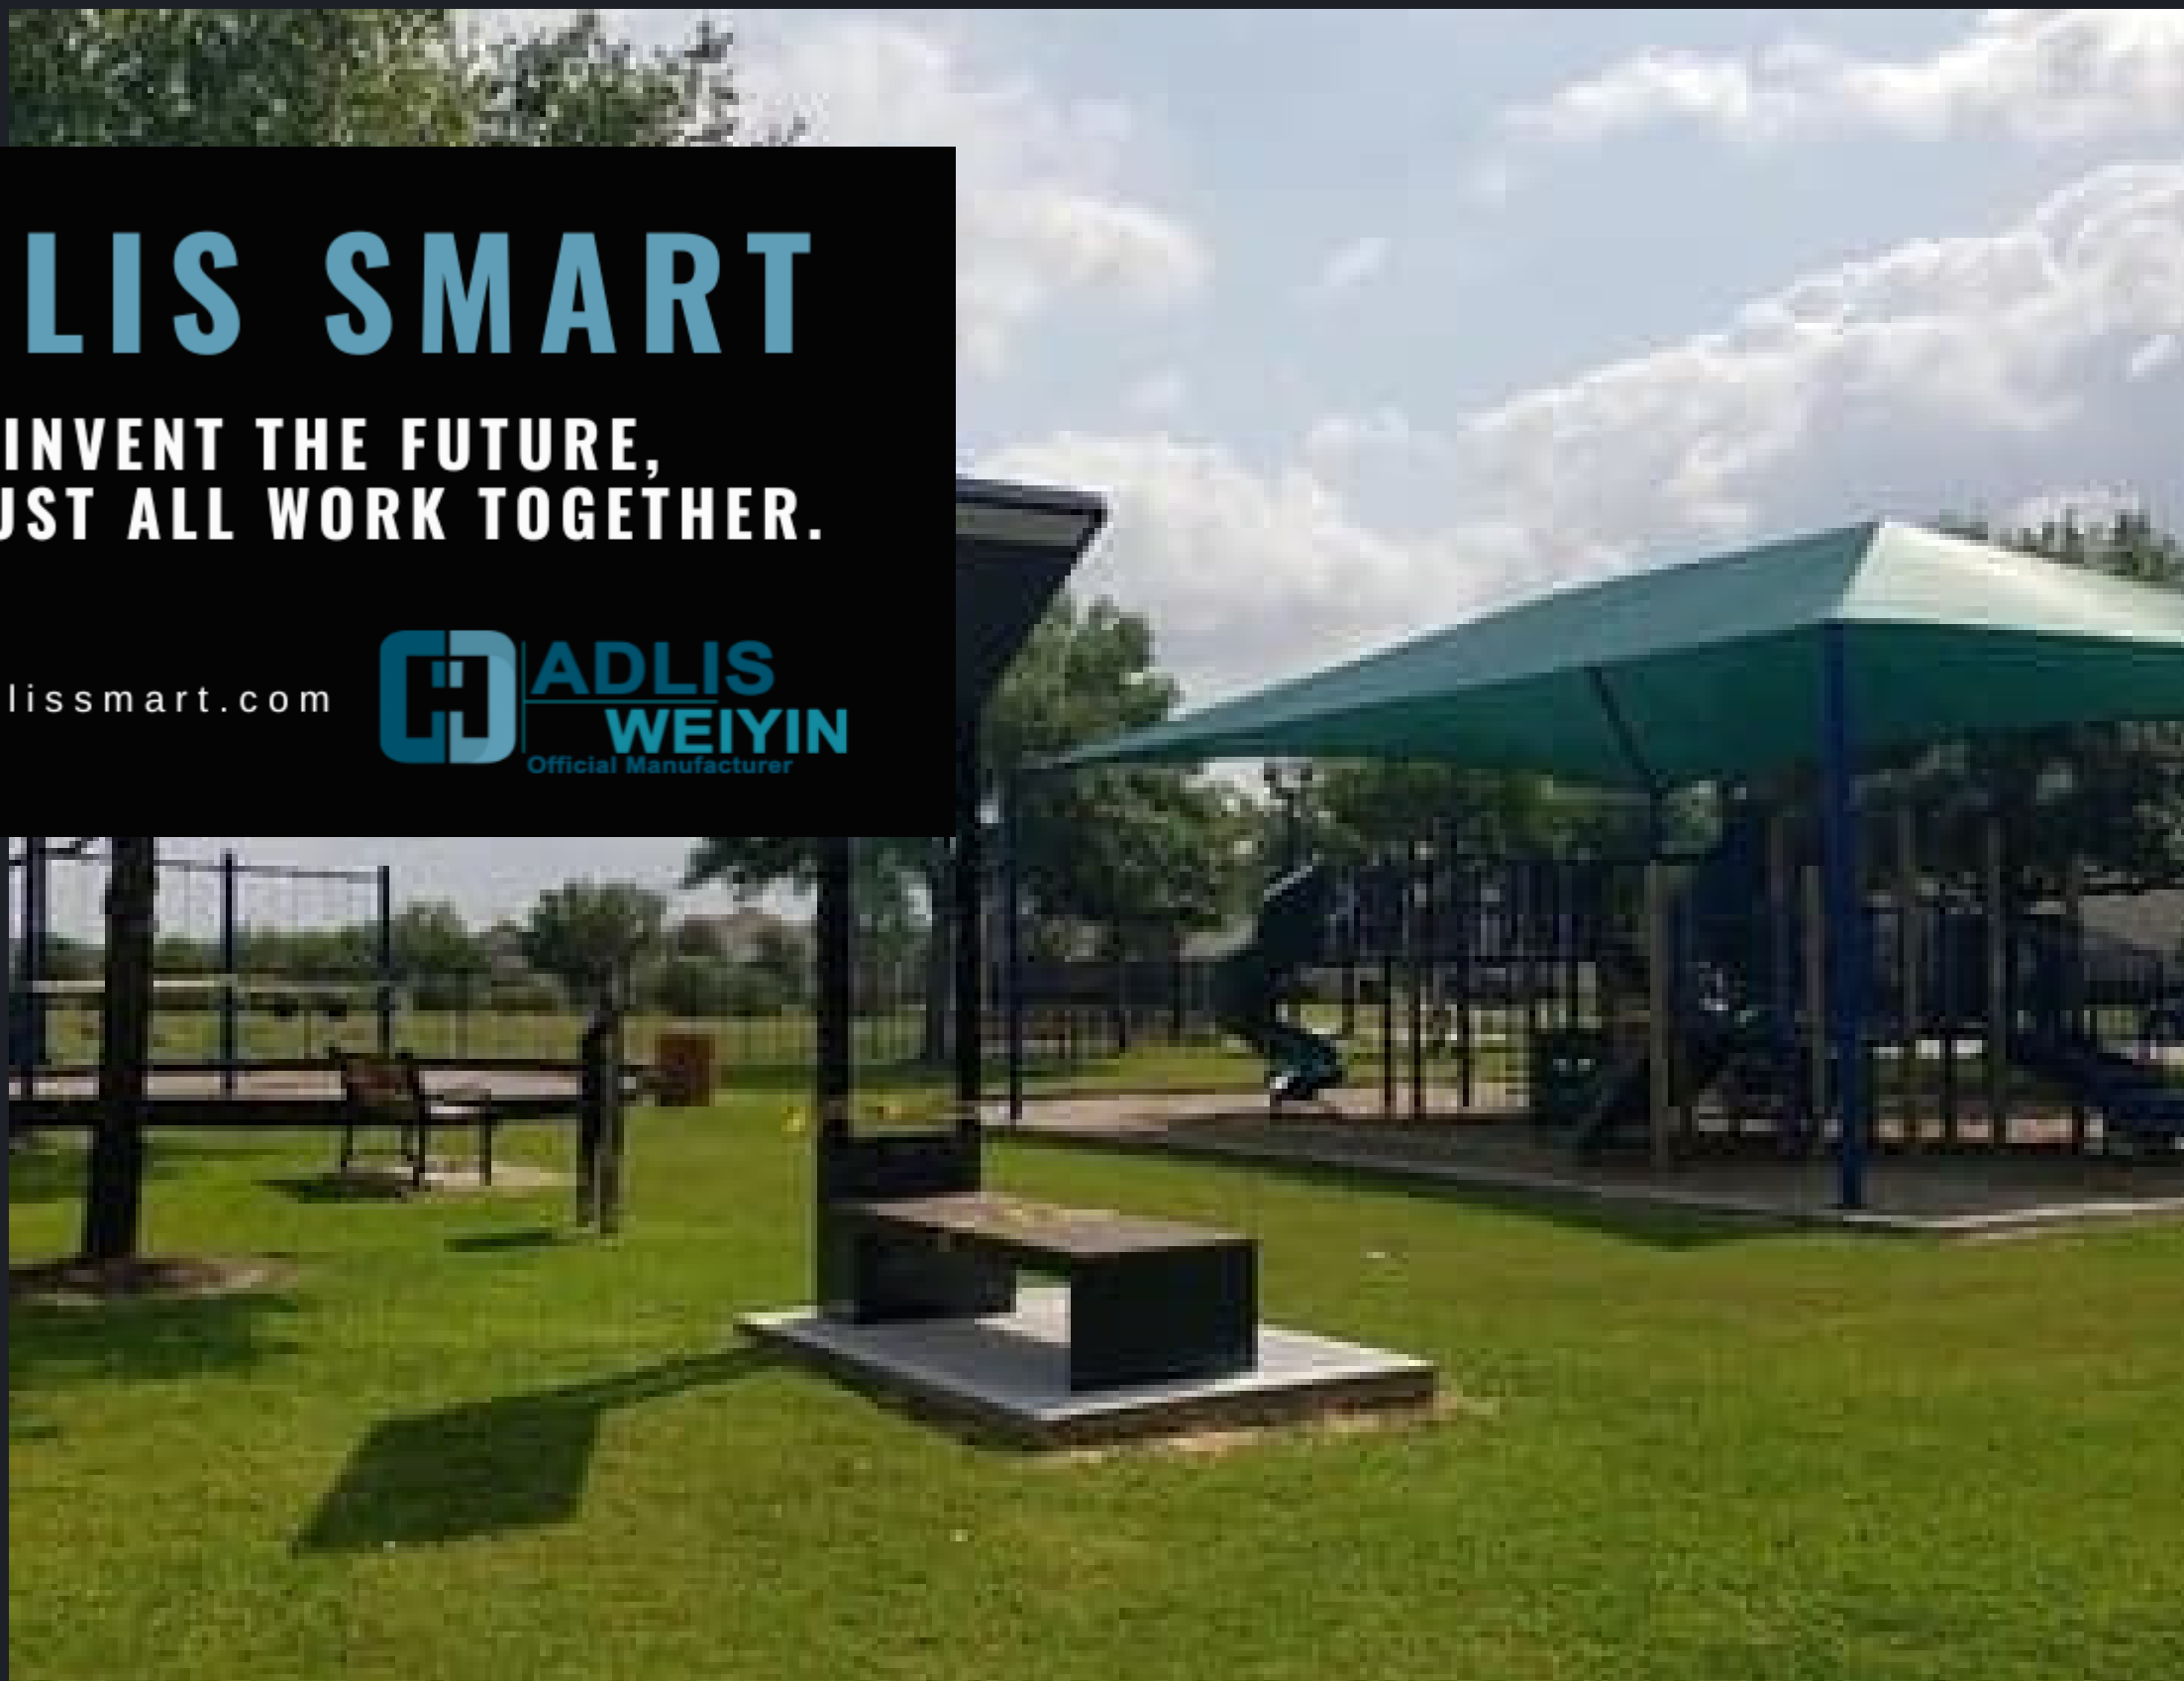 LIS SMART
INVENT THE FUTURE,
UST ALL WORK TOGETHER.
lissmart.com
ADLIS
WEIYIN
Official Manufacturer